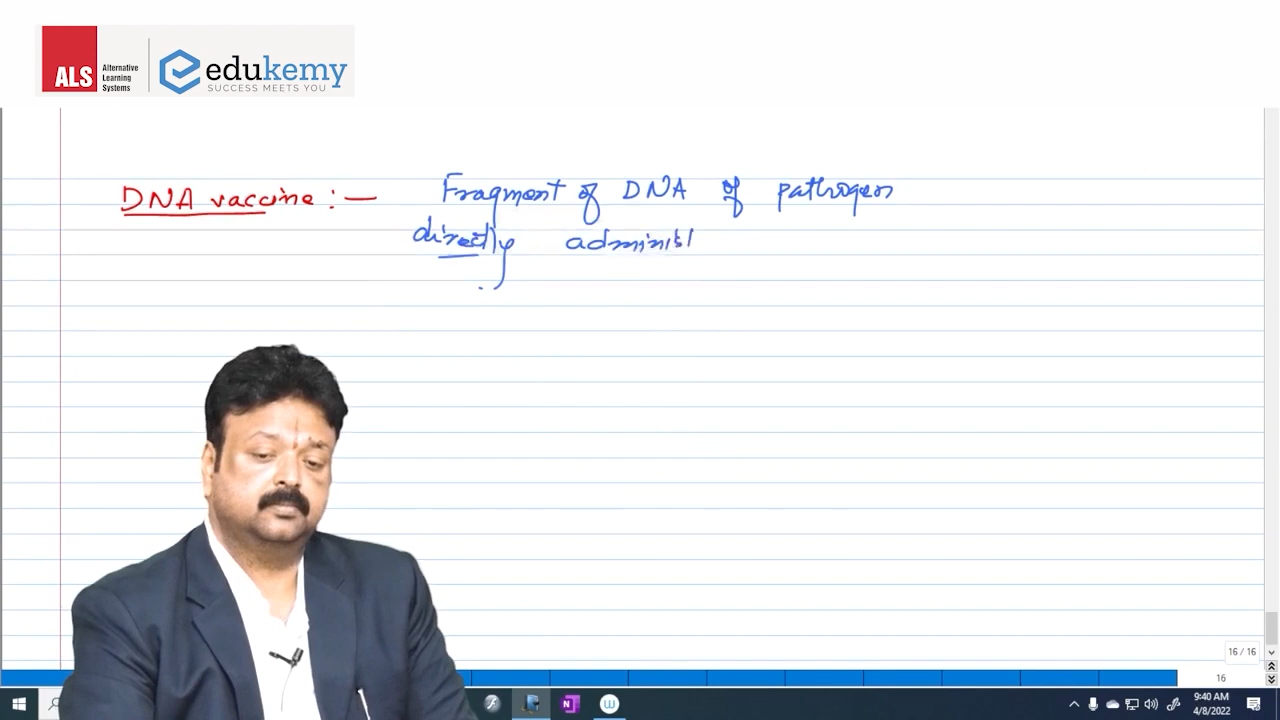 ALS
Alternative
Learning
Systems
edukemy
SUCCESS MEETS YOU
DNA vaccine :— Fragment of DNA of pathogen
directly administ
16 / 16
16
9:40 AM
4/8/2022